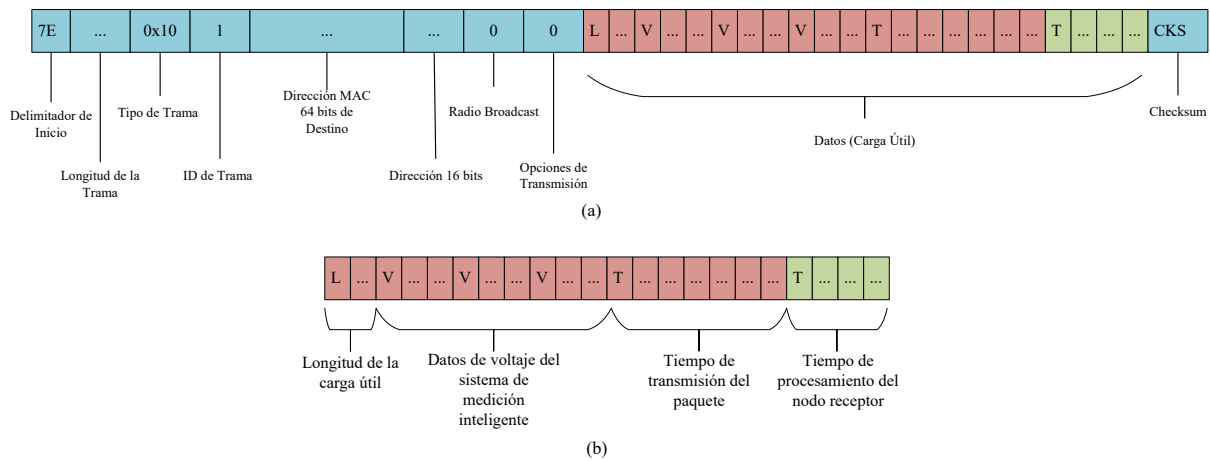 7E ... 0x10 1 ... ... 0 0 L ... V ... ... V ... ... V ... ... T ... ... ... ... ... ... T ... ... ... CKS
Delimitador de
Inicio
Longitud de la
Trama
Tipo de Trama
ID de Trama
Dirección MAC
64 bits de
Destino
Dirección 16 bits
Radio Broadcast
Opciones de
Transmisión
Datos (Carga Útil)
Checksum
(a)
L ... V ... ... V ... ... V ... ... T ... ... ... ... ... ... T ... ... ...
Longitud de la
carga útil
Datos de voltaje del
sistema de
medición
inteligente
Tiempo de
transmisión del
paquete
Tiempo de
procesamiento del
nodo receptor
(b)